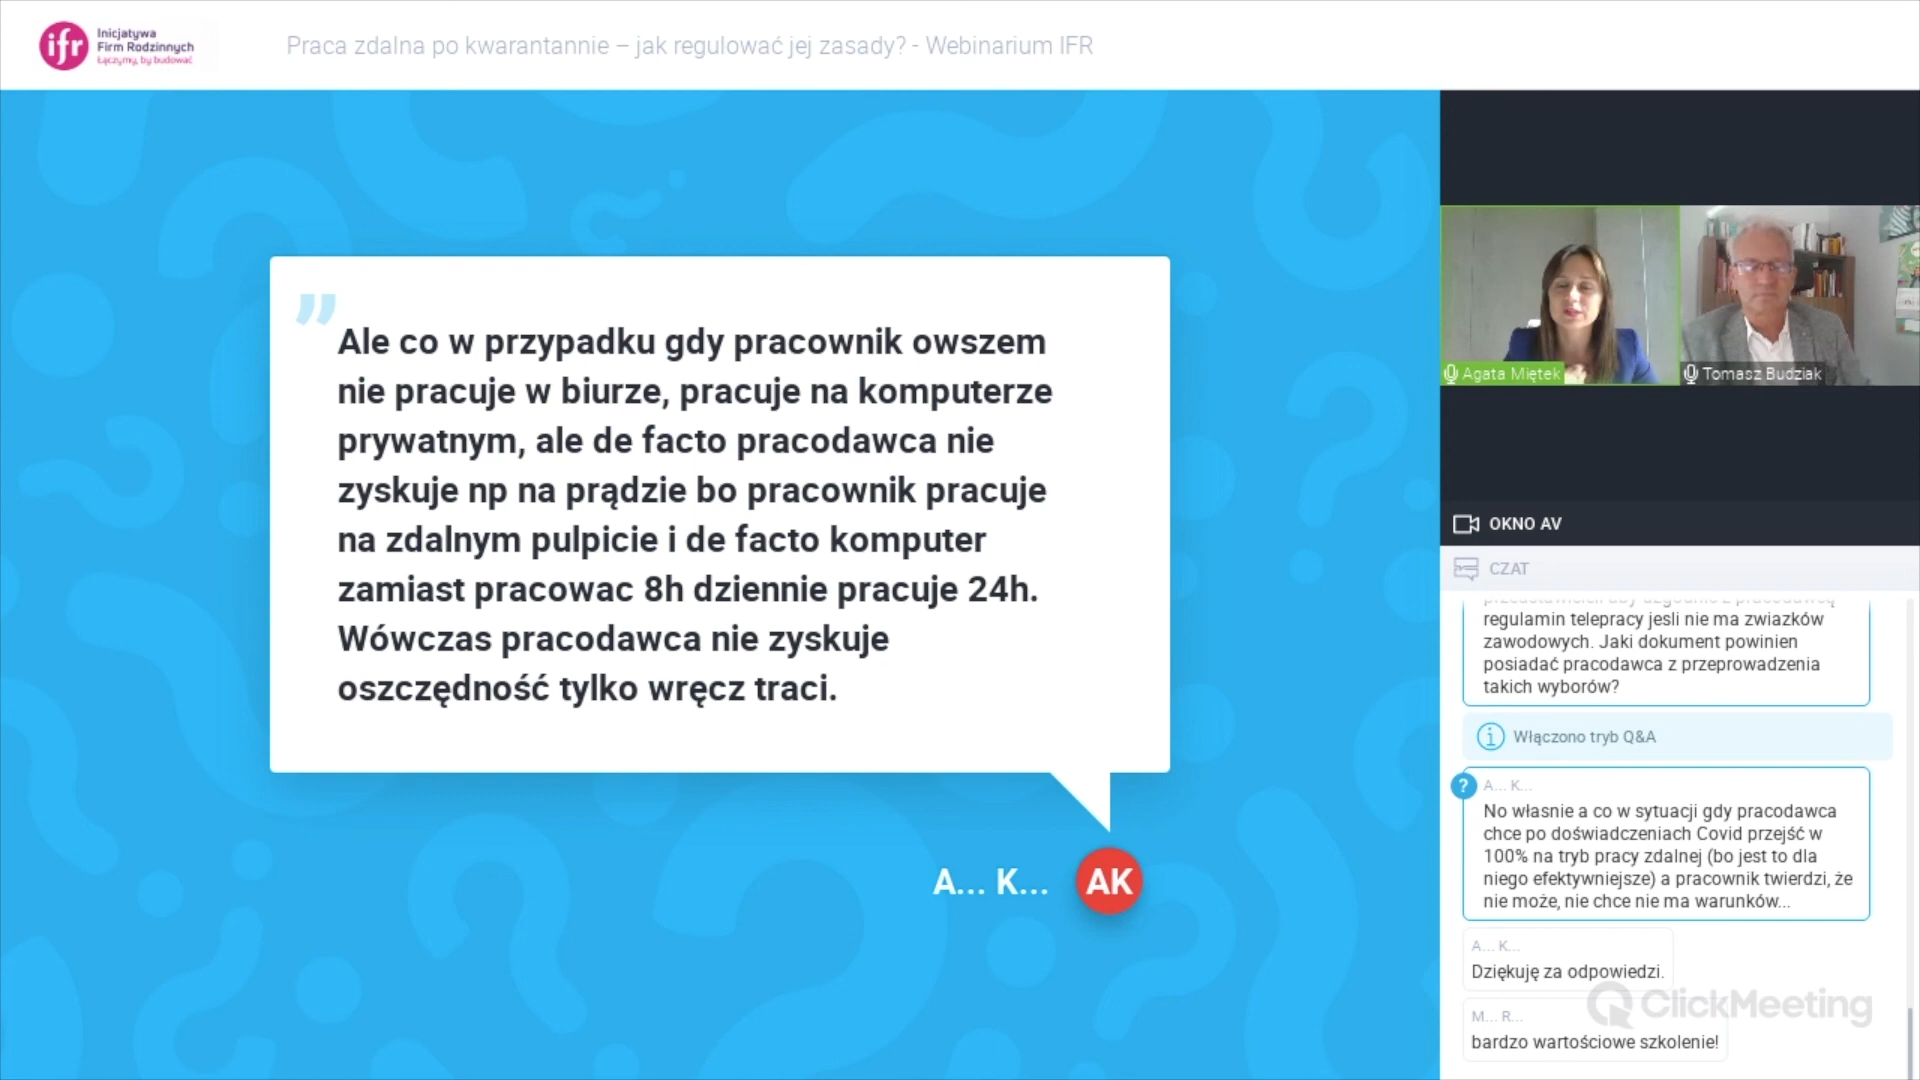 ifr
Inicjatywa
Firm Rodzinnych
Łączymy, by budować
Praca zdalna po kwarantannie – jak regulować jej zasady? - Webinarium IFR
”
Ale co w przypadku gdy pracownik owszem
nie pracuje w biurze, pracuje na komputerze
prywatnym, ale de facto pracodawca nie
zyskuje np na prądzie bo pracownik pracuje
na zdalnym pulpicie i de facto komputer
zamiast pracowac 8h dziennie pracuje 24h.
Wówczas pracodawca nie zyskuje
oszczędność tylko wręcz traci.
A... K...
AK
Agata Miętek
Tomasz Budziak
OKNO AV
CZAT
regulamin telepracy jesli nie ma zwiazków
zawodowych. Jaki dokument powinien
posiadać pracodawca z przeprowadzenia
takich wyborów?
Włączono tryb Q&A
?
A... K...
No własnie a co w sytuacji gdy pracodawca
chce po doświadczeniach Covid przejść w
100% na tryb pracy zdalnej (bo jest to dla
niego efektywniejsze) a pracownik twierdzi, że
nie może, nie chce nie ma warunków...
A... K...
Dziękuję za odpowiedzi.
ClickMeeting
M... R...
bardzo wartościowe szkolenie!